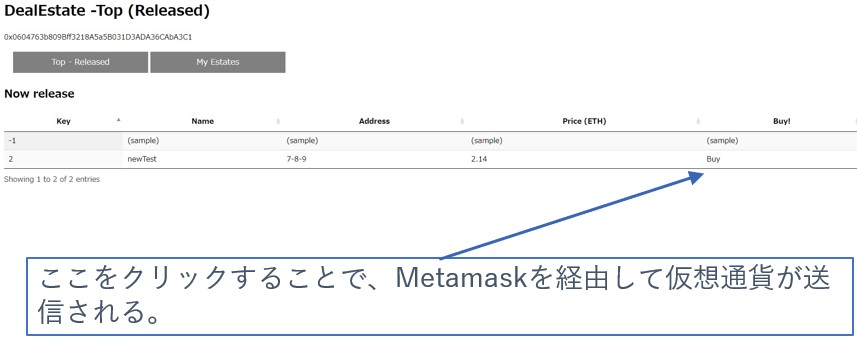 DealEstate -Top (Released)
0x0604763b809Bff3218A5a5B031D3ADA36CAbA3C1
Top - Released My Estates
Now release
Key Name Address Price (ETH) Buy!
-1 (sample) (sample) (sample) (sample)
2 newTest 7-8-9 2.14 Buy
Showing 1 to 2 of 2 entries
ここをクリックすることで、Metamaskを経由して仮想通貨が送
信される。